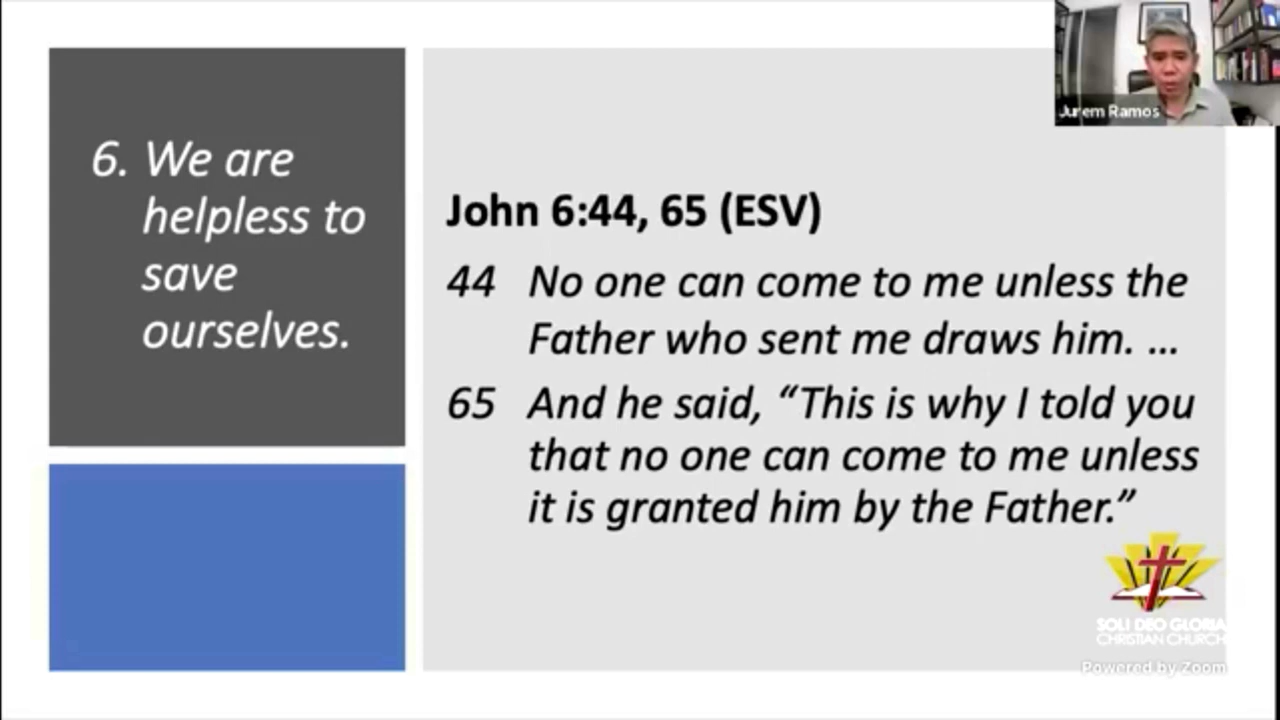 Jurem Ramos
6. We are
helpless to
save
ourselves.
John 6:44, 65 (ESV)
44 No one can come to me unless the
Father who sent me draws him. ...
65 And he said, “This is why I told you
that no one can come to me unless
it is granted him by the Father.”
SOLI DEO GLORIA
CHRISTIAN CHURCH
Powered by Zoom